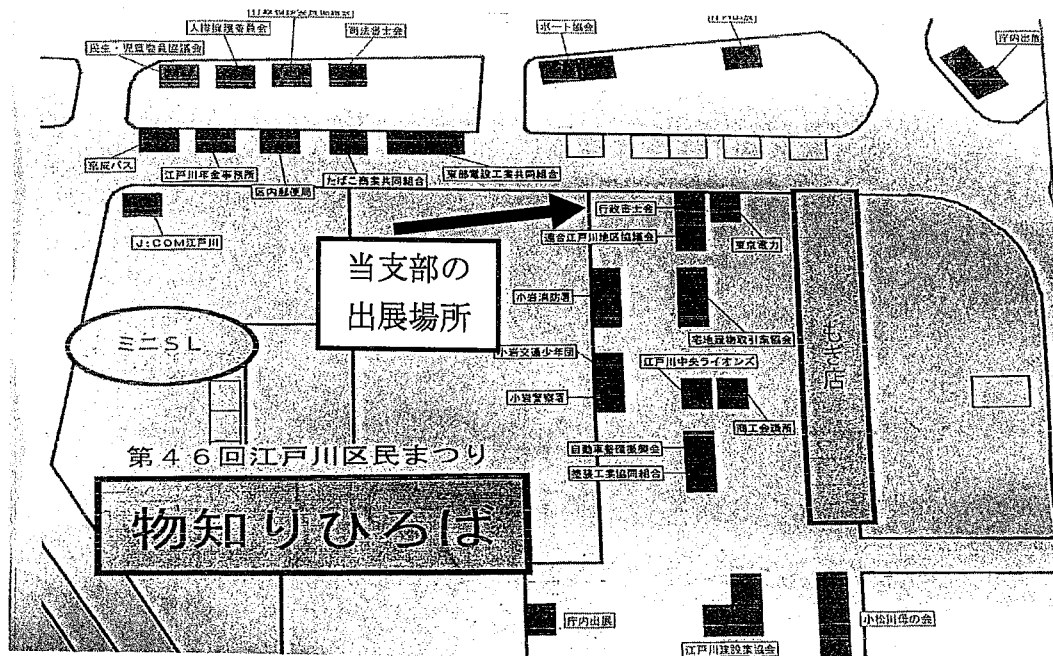 人権擁護委員会
司法書士会
ボート協会
庁内出展
民生・児童委員協議会
京成バス
江戸川年金事務所
区内郵便局
たばこ商業共同組合
東部電設工業共同組合
J:COM江戸川
行政書士会
連合江戸川地区協議会
東京電力
当支部の
出展場所
小岩消防署
宅地建物取引業協会
ミニSL
もぎ店
小岩交通少年団
江戸川中央ライオンズ
小岩警察署
商工会議所
第46回江戸川区民まつり
自動車整備振興会
塗装工業協同組合
物知りひろば
庁内出展
江戸川建設業協会
小松川母の会